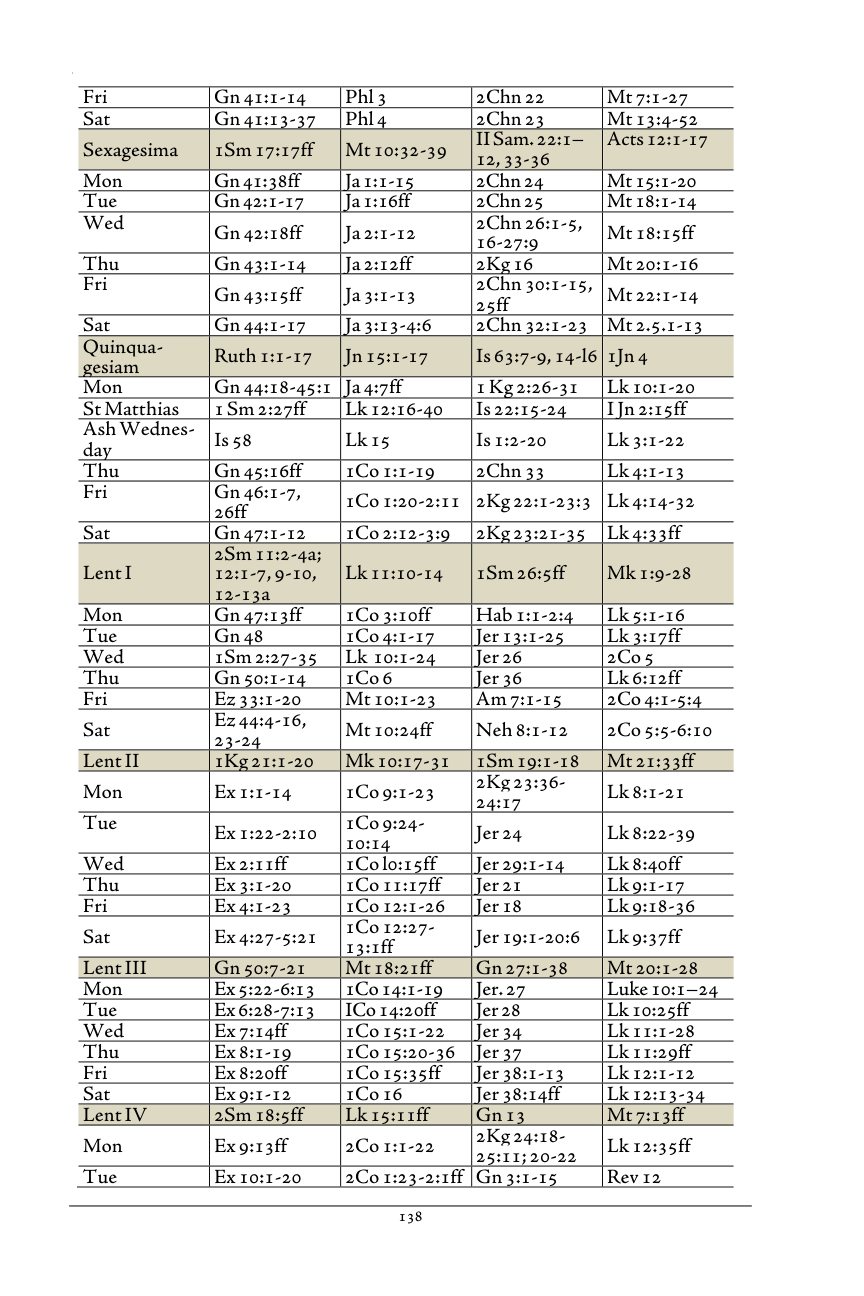 Fri Gn 41:1-14 Phl 3 2Chn 22 Mt 7:1-27
Sat Gn 41:13-37 Phl 4 2Chn 23 Mt 13:4-52
Sexagesima 1Sm 17:17ff Mt 10:32-39 II Sam. 22:1–
12, 33-36 Acts 12:1-17
Mon Gn 41:38ff Ja 1:1-15 2Chn 24 Mt 15:1-20
Tue Gn 42:1-17 Ja 1:16ff 2Chn 25 Mt 18:1-14
Wed Gn 42:18ff Ja 2:1-12 2Chn 26:1-5,
16-27:9 Mt 18:15ff
Thu Gn 43:1-14 Ja 2:12ff 2Kg 16 Mt 20:1-16
Fri Gn 43:15ff Ja 3:1-13 2Chn 30:1-15,
25ff Mt 22:1-14
Sat Gn 44:1-17 Ja 3:13-4:6 2Chn 32:1-23 Mt 2.5.1-13
Quinqua-
gesiam Ruth 1:1-17 Jn 15:1-17 Is 63:7-9, 14-l6 1Jn 4
Mon Gn 44:18-45:1 Ja 4:7ff 1 Kg 2:26-31 Lk 10:1-20
St Matthias 1 Sm 2:27ff Lk 12:16-40 Is 22:15-24 I Jn 2:15ff
Ash Wednes-
day Is 58 Lk 15 Is 1:2-20 Lk 3:1-22
Thu Gn 45:16ff 1Co 1:1-19 2Chn 33 Lk 4:1-13
Fri Gn 46:1-7,
26ff 1Co 1:20-2:11 2Kg 22:1-23:3 Lk 4:14-32
Sat Gn 47:1-12 1Co 2:12-3:9 2Kg 23:21-35 Lk 4:33ff
Lent I 2Sm 11:2-4a;
12:1-7, 9-10,
12-13a Lk 11:10-14 1Sm 26:5ff Mk 1:9-28
Mon Gn 47:13ff 1Co 3:10ff Hab 1:1-2:4 Lk 5:1-16
Tue Gn 48 1Co 4:1-17 Jer 13:1-25 Lk 3:17ff
Wed 1Sm 2:27-35 Lk 10:1-24 Jer 26 2Co 5
Thu Gn 50:1-14 1Co 6 Jer 36 Lk 6:12ff
Fri Ez 33:1-20 Mt 10:1-23 Am 7:1-15 2Co 4:1-5:4
Sat Ez 44:4-16,
23-24 Mt 10:24ff Neh 8:1-12 2Co 5:5-6:10
Lent II 1Kg 21:1-20 Mk 10:17-31 1Sm 19:1-18 Mt 21:33ff
Mon Ex 1:1-14 1Co 9:1-23 2Kg 23:36-
24:17 Lk 8:1-21
Tue Ex 1:22-2:10 1Co 9:24-
10:14 Jer 24 Lk 8:22-39
Wed Ex 2:11ff 1Co lo:15ff Jer 29:1-14 Lk 8:40ff
Thu Ex 3:1-20 1Co 11:17ff Jer 21 Lk 9:1-17
Fri Ex 4:1-23 1Co 12:1-26 Jer 18 Lk 9:18-36
Sat Ex 4:27-5:21 1Co 12:27-
13:1ff Jer 19:1-20:6 Lk 9:37ff
Lent III Gn 50:7-21 Mt 18:21ff Gn 27:1-38 Mt 20:1-28
Mon Ex 5:22-6:13 1Co 14:1-19 Jer. 27 Luke 10:1–24
Tue Ex 6:28-7:13 ICo 14:20ff Jer 28 Lk 10:25ff
Wed Ex 7:14ff 1Co 15:1-22 Jer 34 Lk 11:1-28
Thu Ex 8:1-19 1Co 15:20-36 Jer 37 Lk 11:29ff
Fri Ex 8:20ff 1Co 15:35ff Jer 38:1-13 Lk 12:1-12
Sat Ex 9:1-12 1Co 16 Jer 38:14ff Lk 12:13-34
Lent IV 2Sm 18:5ff Lk 15:11ff Gn 13 Mt 7:13ff
Mon Ex 9:13ff 2Co 1:1-22 2Kg 24:18-
25:11; 20-22 Lk 12:35ff
Tue Ex 10:1-20 2Co 1:23-2:1ff Gn 3:1-15 Rev 12
138